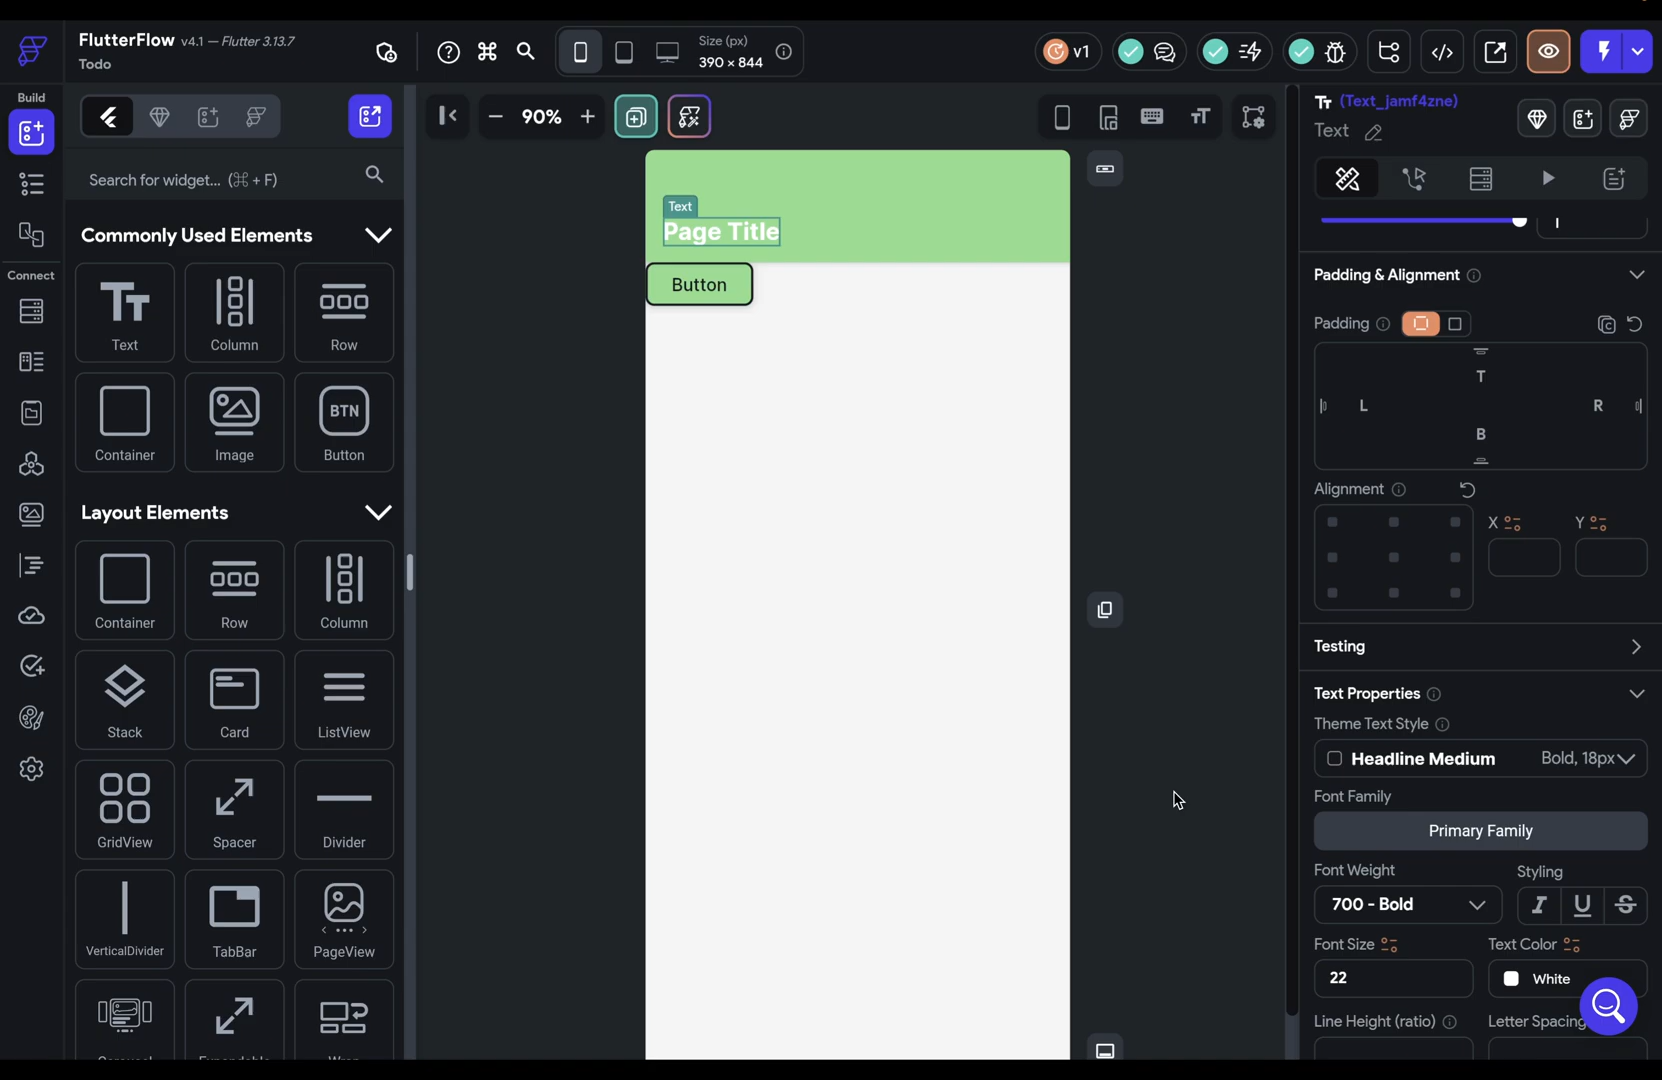 FlutterFlow v4.1 — Flutter 3.13.7
Todo
Size (px)
390 × 844
v1
Build
Connect
Search for widget... (⌘ + F)
Commonly Used Elements
Text
Column
Row
Container
Image
BTN
Button
Layout Elements
Container
Row
Column
Stack
Card
ListView
GridView
Spacer
Divider
VerticalDivider
TabBar
PageView
90%
Text
Page Title
Button
(Text_jamf4zne)
Text
1
Padding & Alignment
Padding
T
L
R
B
Alignment
X
Y
Testing
Text Properties
Theme Text Style
Headline Medium Bold, 18px
Font Family
Primary Family
Font Weight
Styling
700 - Bold
Font Size
Text Color
22
White
Line Height (ratio)
Letter Spacing